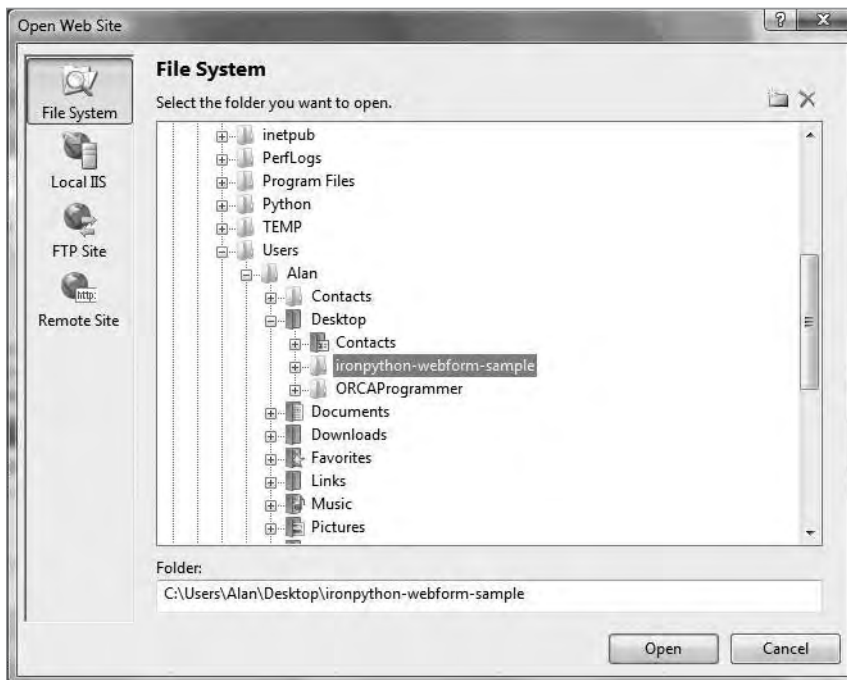 Open Web Site
File System
Local IIS
FTP Site
http:
Remote Site
File System
Select the folder you want to open.
inetpub
PerfLogs
Program Files
Python
TEMP
Users
Alan
Contacts
Desktop
Contacts
ironpython-webform-sample
ORCAProgrammer
Documents
Downloads
Favorites
Links
Music
Pictures
Folder:
C:\Users\Alan\Desktop\ironpython-webform-sample
Open
Cancel